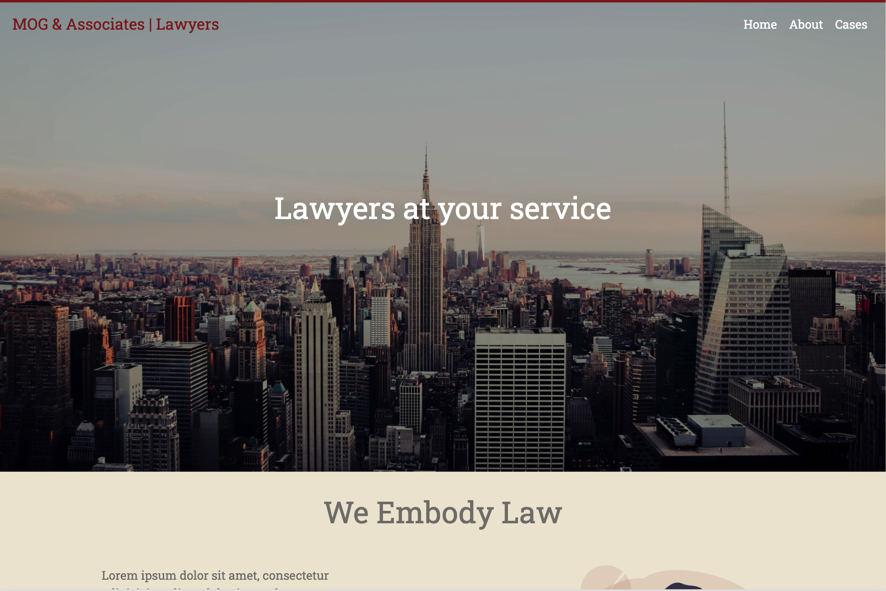 MOG & Associates | Lawyers
Home About Cases
Lawyers at your service
We Embody Law
Lorem ipsum dolor sit amet, consectetur